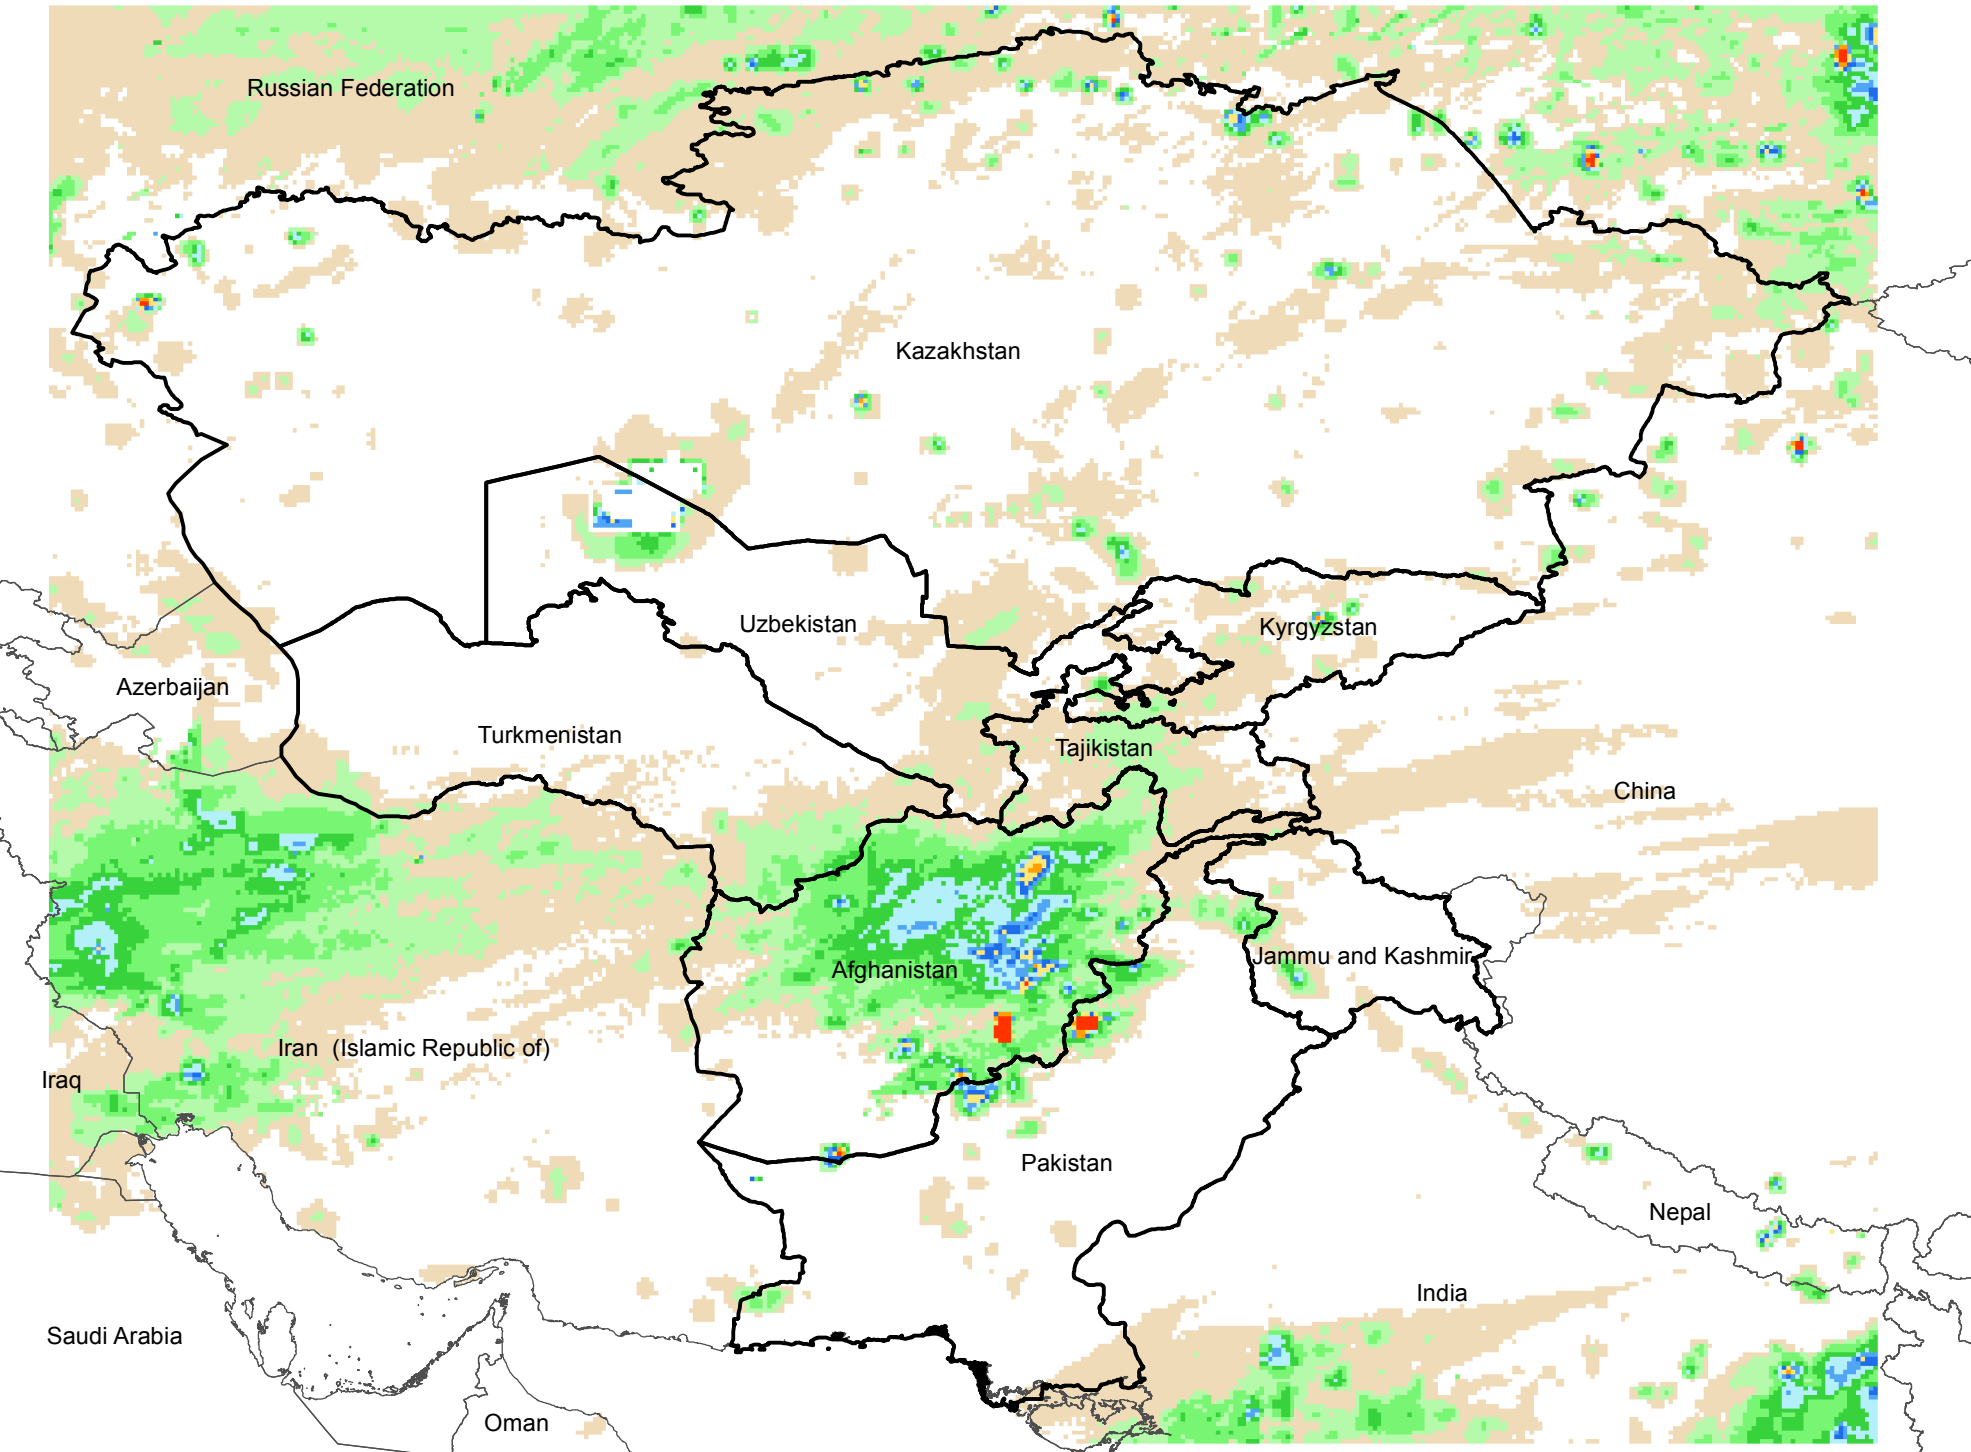 Russian Federation
Kazakhstan
Uzbekistan
Kyrgyzstan
Azerbaijan
Turkmenistan
Tajikistan
China
Jammu and Kashmir
Afghanistan
Iran  (Islamic Republic of)
Iraq
Pakistan
Nepal
India
Saudi Arabia
Oman